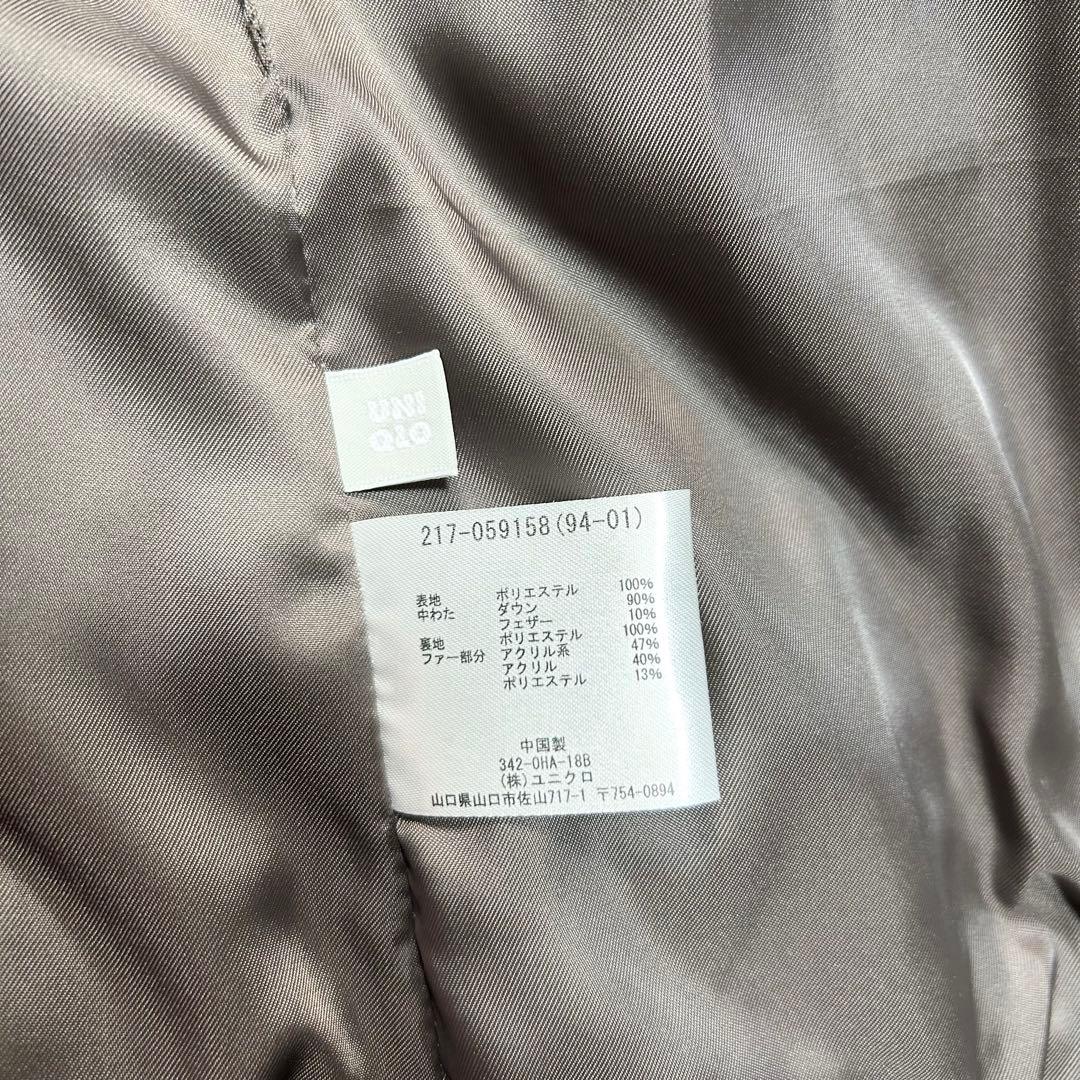 UNI
QLO
217-059158(94-01)
表地 ポリエステル 100%
中わた ダウン 90%
フェザー 10%
裏地 ポリエステル 100%
ファー部分 アクリル系 47%
アクリル 40%
ポリエステル 13%
中国製
342-0HA-18B
(株)ユニクロ
山口県山口市佐山717-1 〒754-0894